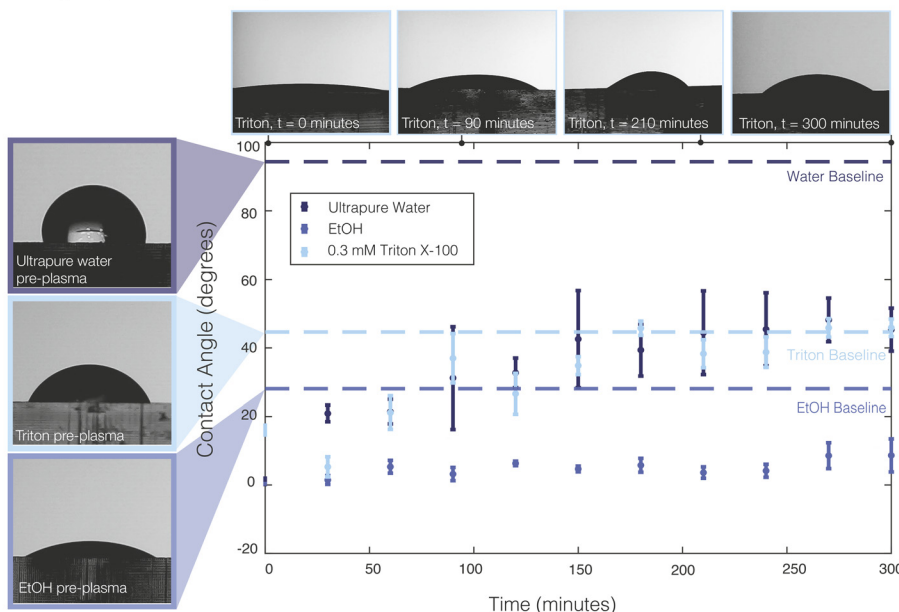 Triton, t = 0 minutes
Triton, t = 90 minutes
Triton, t = 210 minutes
Triton, t = 300 minutes
Ultrapure water
pre-plasma
Triton pre-plasma
EtOH pre-plasma
Contact Angle (degrees)
100
80
60
40
20
0
-20
Water Baseline
Ultrapure Water
EtOH
0.3 mM Triton X-100
Triton Baseline
EtOH Baseline
0
50
100
150
200
250
300
Time (minutes)